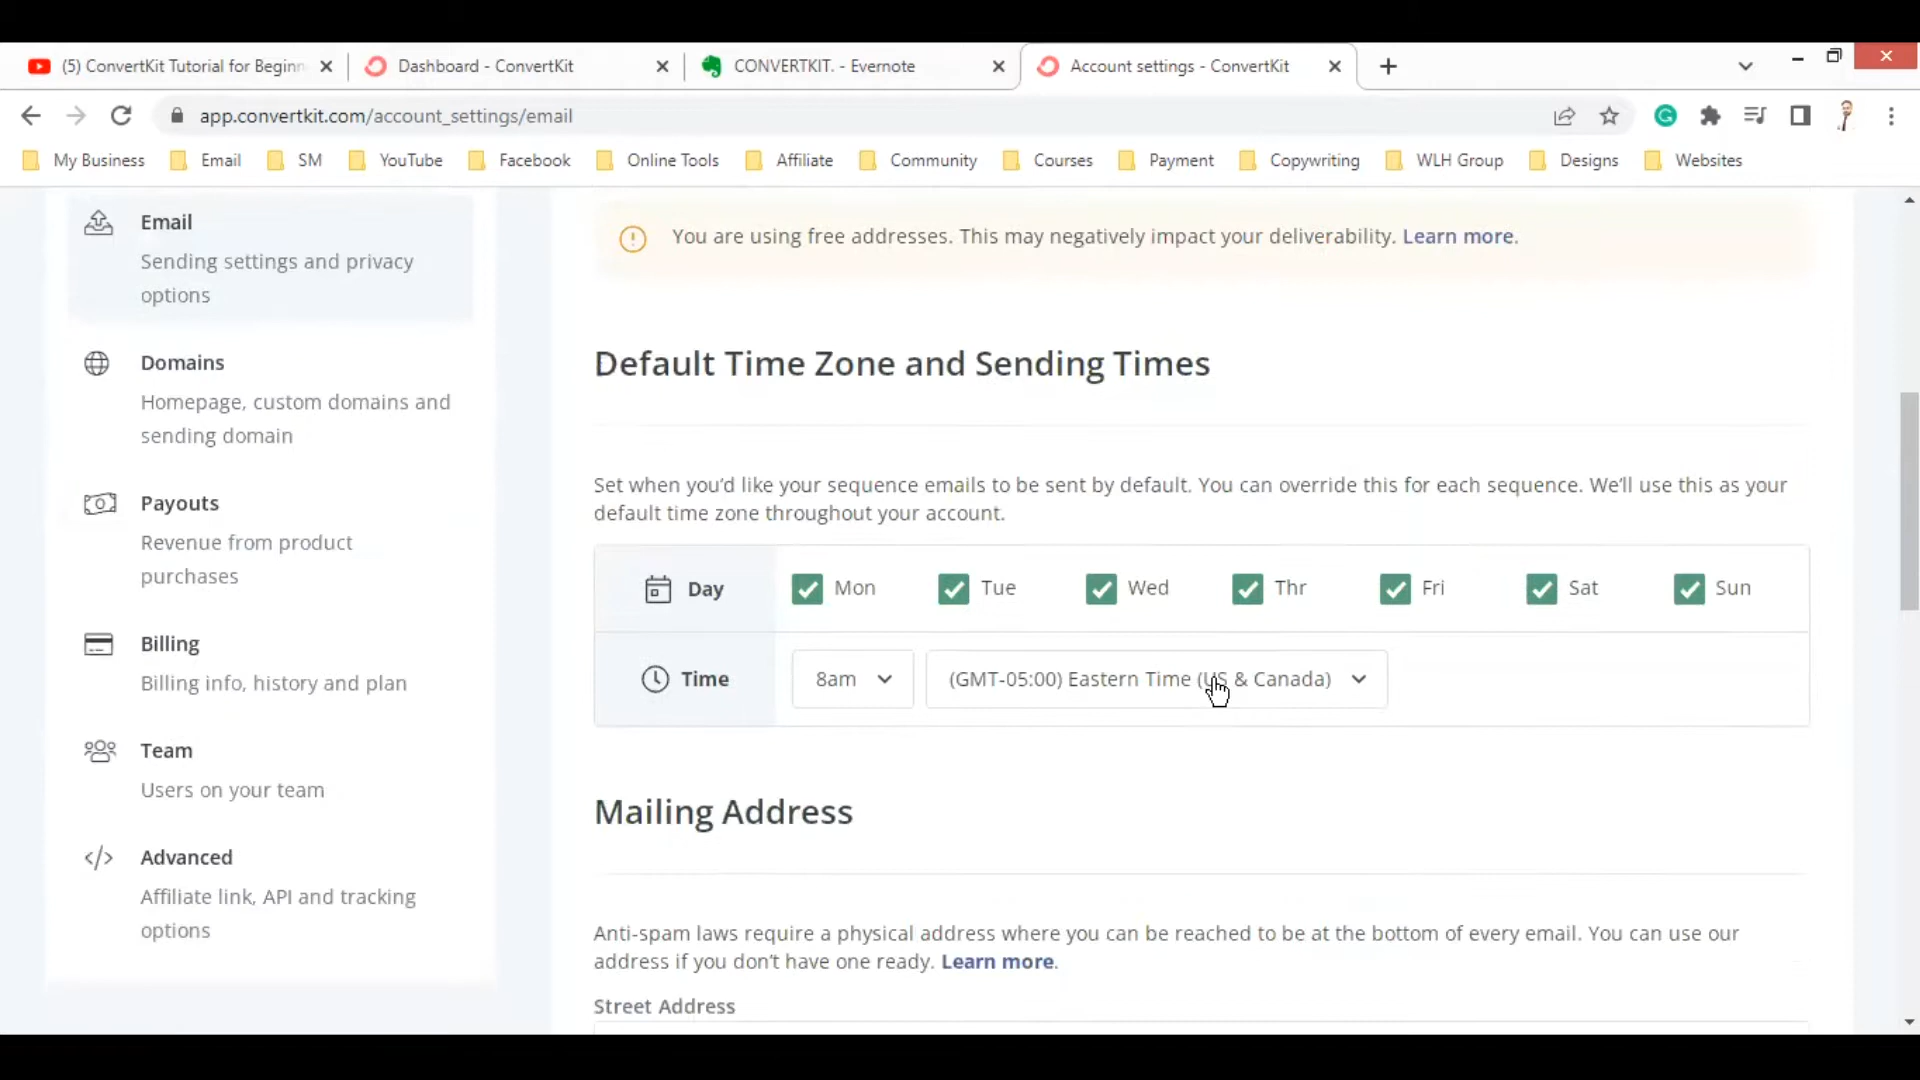 (5) ConvertKit Tutorial for Beginn
Dashboard - ConvertKit
CONVERTKIT. - Evernote
Account settings - ConvertKit
app.convertkit.com/account_settings/email
My Business
Email
SM
YouTube
Facebook
Online Tools
Affiliate
Community
Courses
Payment
Copywriting
WLH Group
Designs
Websites
Email
Sending settings and privacy
options
Domains
Homepage, custom domains and
sending domain
Payouts
Revenue from product
purchases
Billing
Billing info, history and plan
Team
Users on your team
Advanced
Affiliate link, API and tracking
options
You are using free addresses. This may negatively impact your deliverability. Learn more.
Default Time Zone and Sending Times
Set when you’d like your sequence emails to be sent by default. You can override this for each sequence. We’ll use this as your
default time zone throughout your account.
Day Mon Tue Wed Thr Fri Sat Sun
Time 8am (GMT-05:00) Eastern Time (US & Canada)
Mailing Address
Anti-spam laws require a physical address where you can be reached to be at the bottom of every email. You can use our
address if you don’t have one ready. Learn more.
Street Address